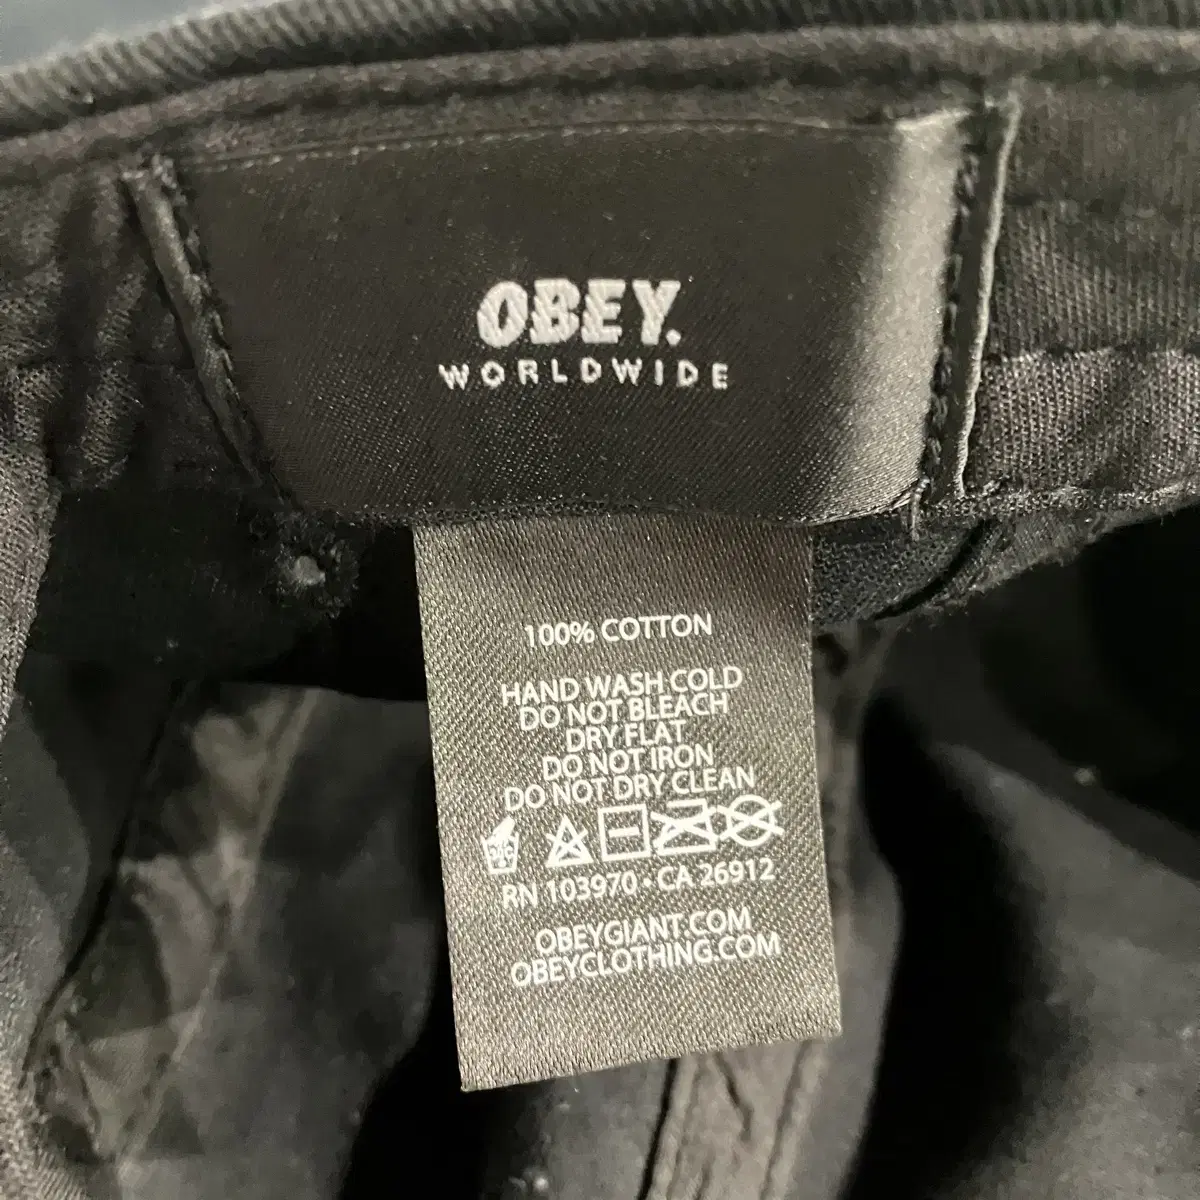 OBEY.
WORLDWIDE
100% COTTON
HAND WASH COLD
DO NOT BLEACH
DRY FLAT
DO NOT IRON
DO NOT DRY CLEAN
RN 103970 • CA 26912
OBEYGIANT.COM
OBEYCLOTHING.COM